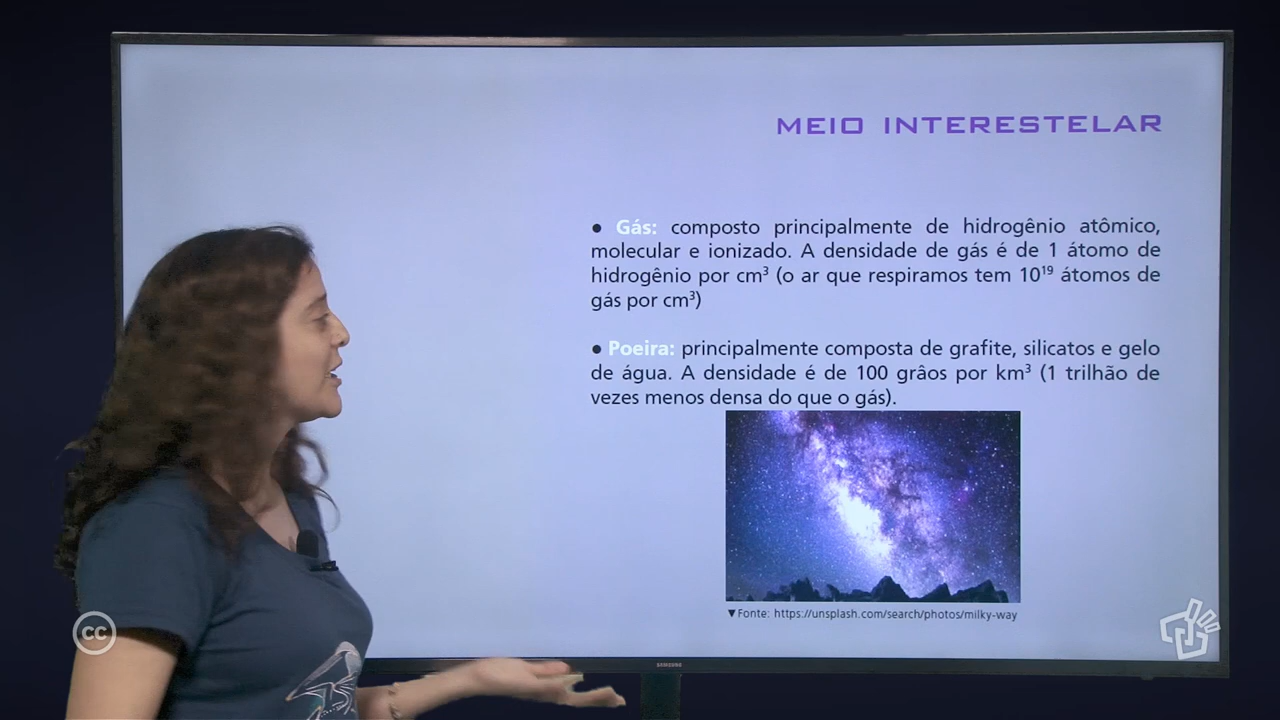 MEIO INTERESTELAR
● Gás: composto principalmente de hidrogênio atômico,
molecular e ionizado. A densidade de gás é de 1 átomo de
hidrogênio por cm³ (o ar que respiramos tem 10¹⁹ átomos de
gás por cm³)
● Poeira: principalmente composta de grafite, silicatos e gelo
de água. A densidade é de 100 grâos por km³ (1 trilhão de
vezes menos densa do que o gás).
▼Fonte: https://unsplash.com/search/photos/milky-way
SAMSUNG
cc